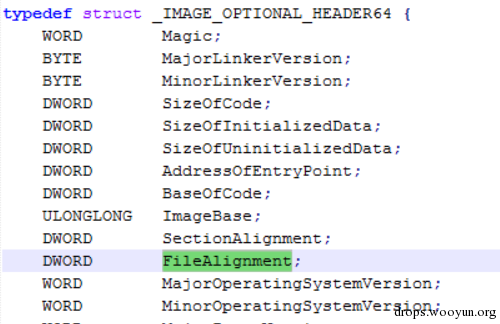 typedef struct _IMAGE_OPTIONAL_HEADER64 {
WORD Magic;
BYTE MajorLinkerVersion;
BYTE MinorLinkerVersion;
DWORD SizeOfCode;
DWORD SizeOfInitializedData;
DWORD SizeOfUninitializedData;
DWORD AddressOfEntryPoint;
DWORD BaseOfCode;
ULONGLONG ImageBase;
DWORD SectionAlignment;
DWORD FileAlignment;
WORD MajorOperatingSystemVersion;
WORD MinorOperatingSystemVersion;
drops.wooyun.org